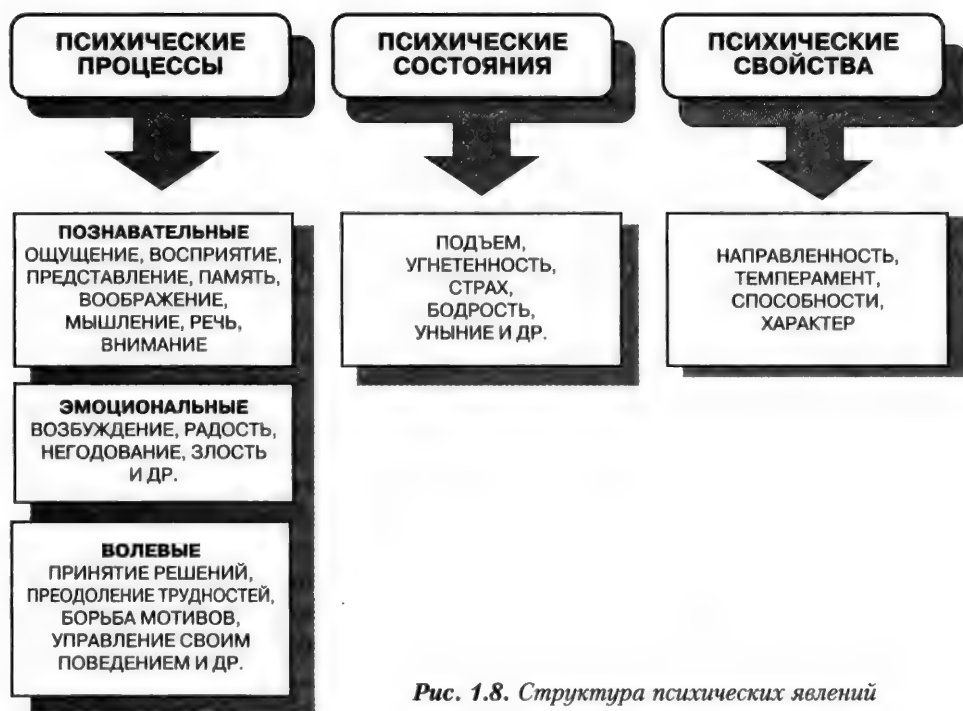 ПСИХИЧЕСКИЕ
ПРОЦЕССЫ
ПОЗНАВАТЕЛЬНЫЕ
ОЩУЩЕНИЕ, ВОСПРИЯТИЕ,
ПРЕДСТАВЛЕНИЕ, ПАМЯТЬ,
ВООБРАЖЕНИЕ,
МЫШЛЕНИЕ, РЕЧЬ,
ВНИМАНИЕ
ЭМОЦИОНАЛЬНЫЕ
ВОЗБУЖДЕНИЕ, РАДОСТЬ,
НЕГОДОВАНИЕ, ЗЛОСТЬ
И ДР.
ВОЛЕВЫЕ
ПРИНЯТИЕ РЕШЕНИЙ,
ПРЕОДОЛЕНИЕ ТРУДНОСТЕЙ,
БОРЬБА МОТИВОВ,
УПРАВЛЕНИЕ СВОИМ
ПОВЕДЕНИЕМ И ДР.
ПСИХИЧЕСКИЕ
СОСТОЯНИЯ
ПОДЪЕМ,
УГНЕТЕННОСТЬ,
СТРАХ,
БОДРОСТЬ,
УНЫНИЕ И ДР.
ПСИХИЧЕСКИЕ
СВОЙСТВА
НАПРАВЛЕННОСТЬ,
ТЕМПЕРАМЕНТ,
СПОСОБНОСТИ,
ХАРАКТЕР
Рис. 1.8. Структура психических явлений